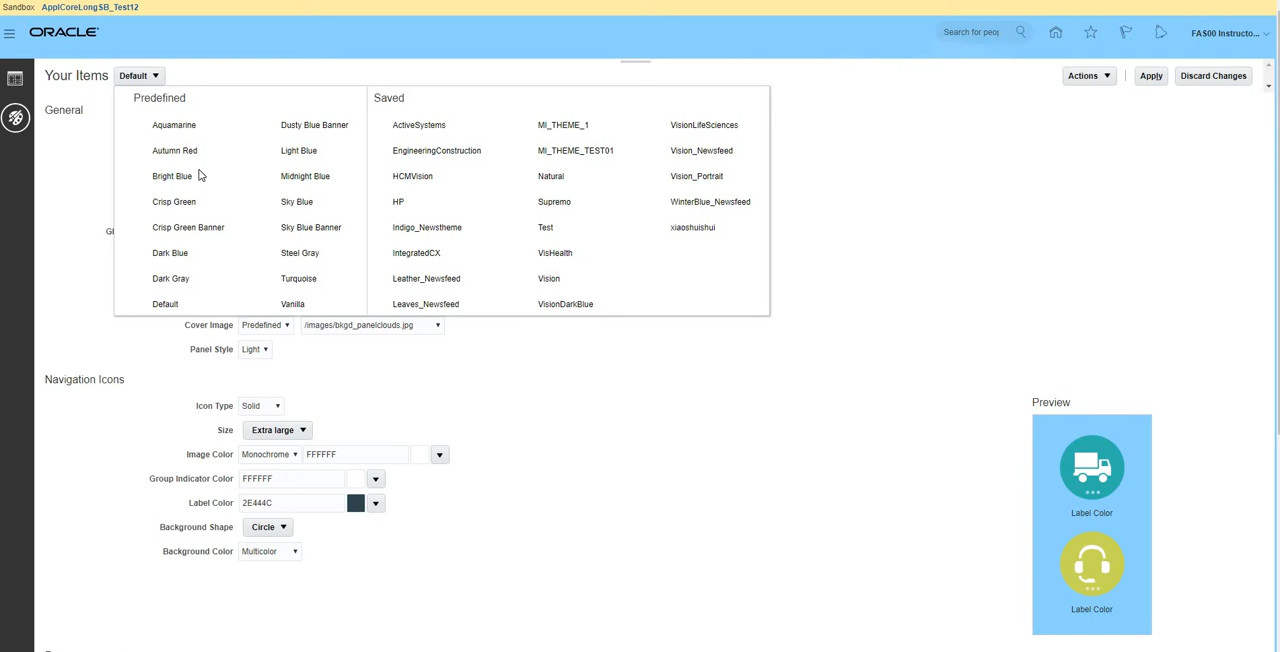 Sandbox ApplCoreLongSB_Test12
ORACLE
Search for peop
FAS00 Instructo...
Your Items Default
Actions Apply Discard Changes
General
Predefined Saved
Aquamarine Dusty Blue Banner ActiveSystems MI_THEME_1 VisionLifeSciences
Autumn Red Light Blue EngineeringConstruction MI_THEME_TEST01 Vision_Newsfeed
Bright Blue Midnight Blue HCMVision Natural Vision_Portrait
Crisp Green Sky Blue HP Supremo WinterBlue_Newsfeed
Crisp Green Banner Sky Blue Banner Indigo_Newstheme Test xiaoshuishui
Dark Blue Steel Gray IntegratedCX VisHealth
Dark Gray Turquoise Leather_Newsfeed Vision
Default Vanilla Leaves_Newsfeed VisionDarkBlue
Cover Image Predefined /images/bkgd_panelclouds.jpg
Panel Style Light
Navigation Icons
Icon Type Solid
Size Extra large
Image Color Monochrome FFFFFF
Group Indicator Color FFFFFF
Label Color 2E444C
Background Shape Circle
Background Color Multicolor
Preview
Label Color
Label Color